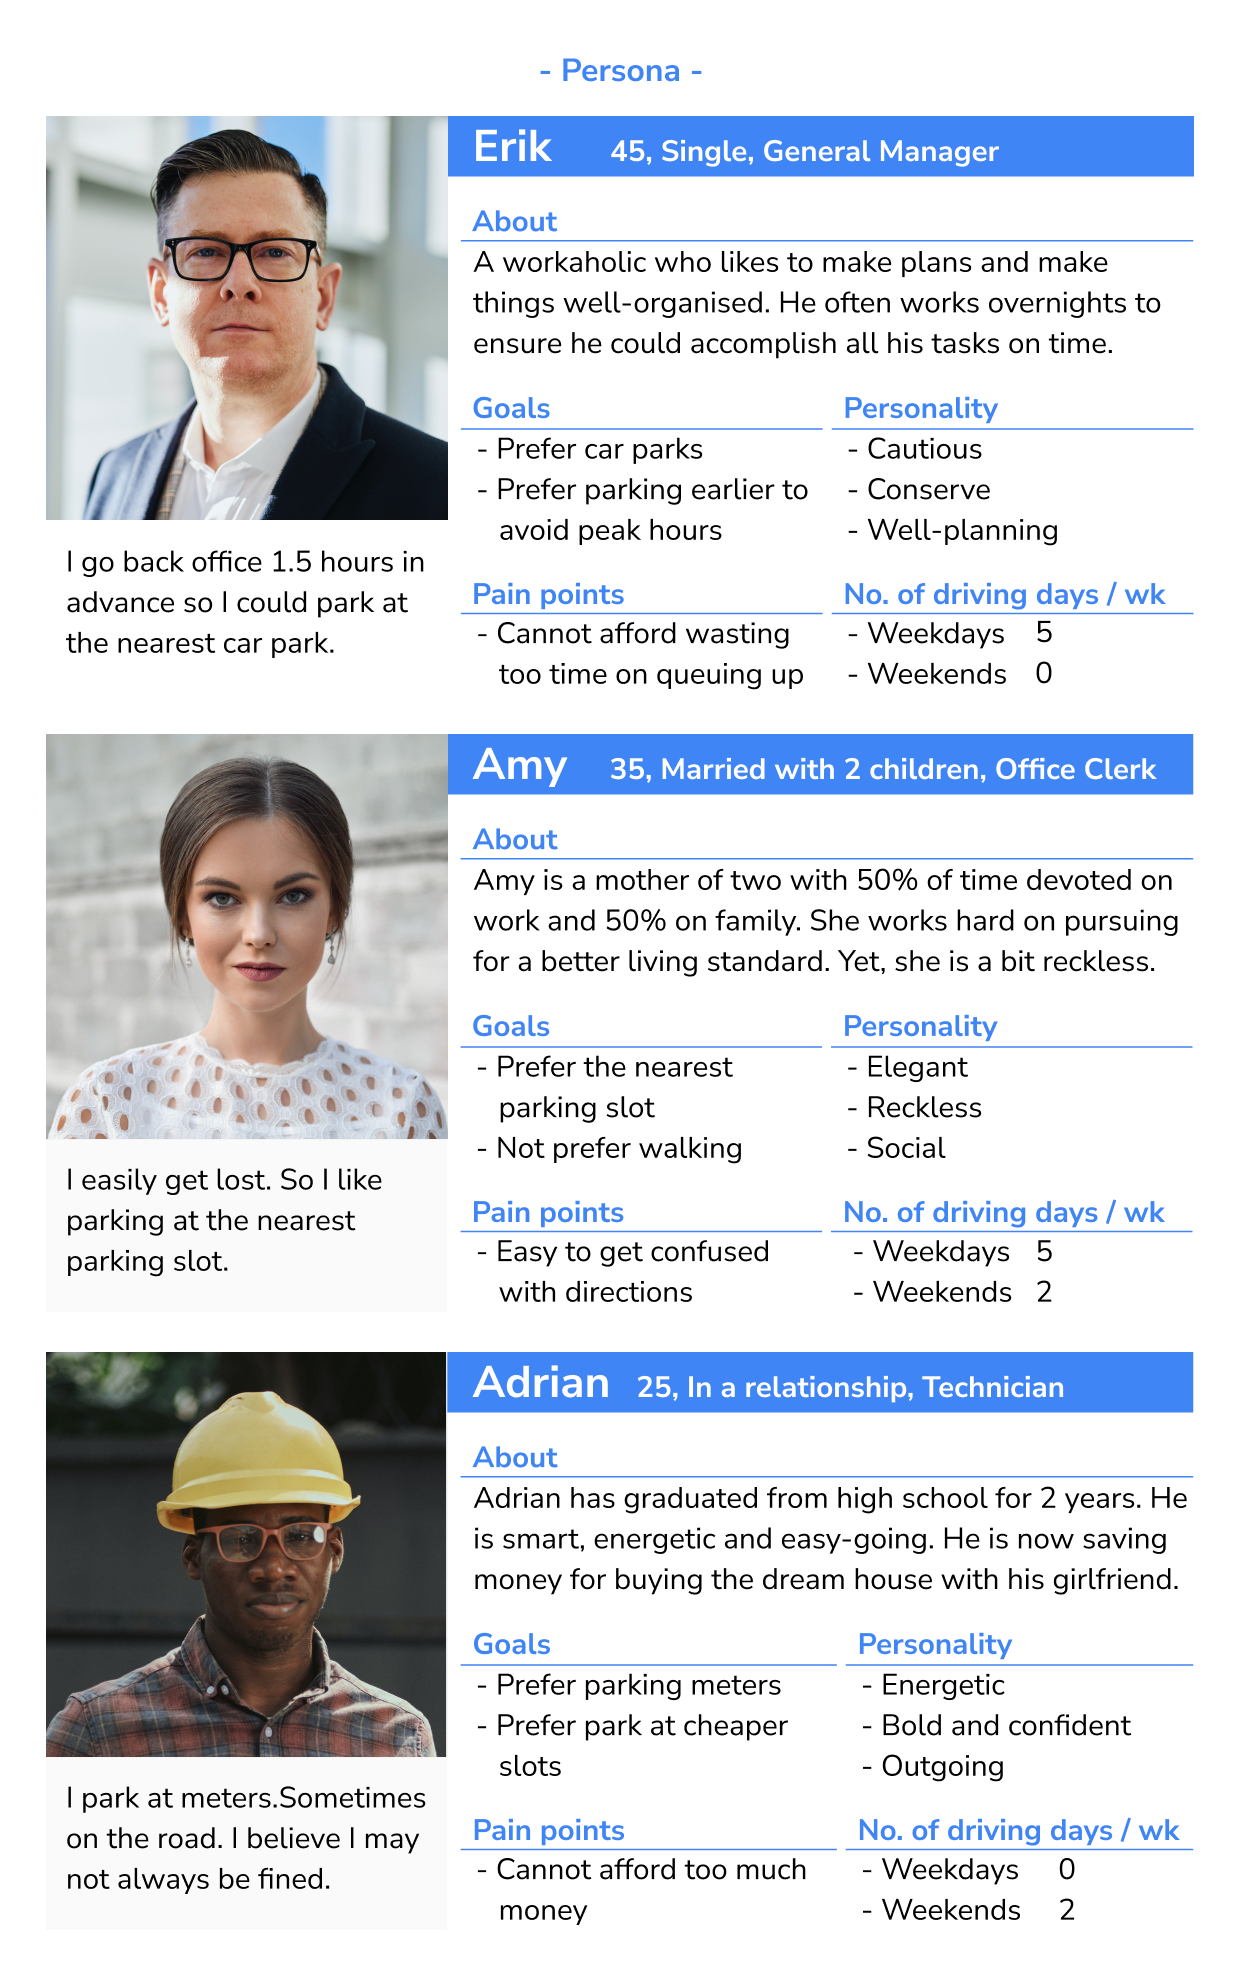 - Persona -
Erik 45, Single, General Manager
About
A workaholic who likes to make plans and make
things well-organised. He often works overnights to
ensure he could accomplish all his tasks on time.
Goals
- Prefer car parks
- Prefer parking earlier to
avoid peak hours
Personality
- Cautious
- Conserve
- Well-planning
I go back office 1.5 hours in
advance so I could park at
the nearest car park.
Pain points
- Cannot afford wasting
too time on queuing up
No. of driving days / wk
- Weekdays 5
- Weekends 0
Amy 35, Married with 2 children, Office Clerk
About
Amy is a mother of two with 50% of time devoted on
work and 50% on family. She works hard on pursuing
for a better living standard. Yet, she is a bit reckless.
Goals
- Prefer the nearest
parking slot
- Not prefer walking
Personality
- Elegant
- Reckless
- Social
I easily get lost. So I like
parking at the nearest
parking slot.
Pain points
- Easy to get confused
with directions
No. of driving days / wk
- Weekdays 5
- Weekends 2
Adrian 25, In a relationship, Technician
About
Adrian has graduated from high school for 2 years. He
is smart, energetic and easy-going. He is now saving
money for buying the dream house with his girlfriend.
Goals
- Prefer parking meters
- Prefer park at cheaper
slots
Personality
- Energetic
- Bold and confident
- Outgoing
I park at meters.Sometimes
on the road. I believe I may
not always be fined.
Pain points
- Cannot afford too much
money
No. of driving days / wk
- Weekdays 0
- Weekends 2